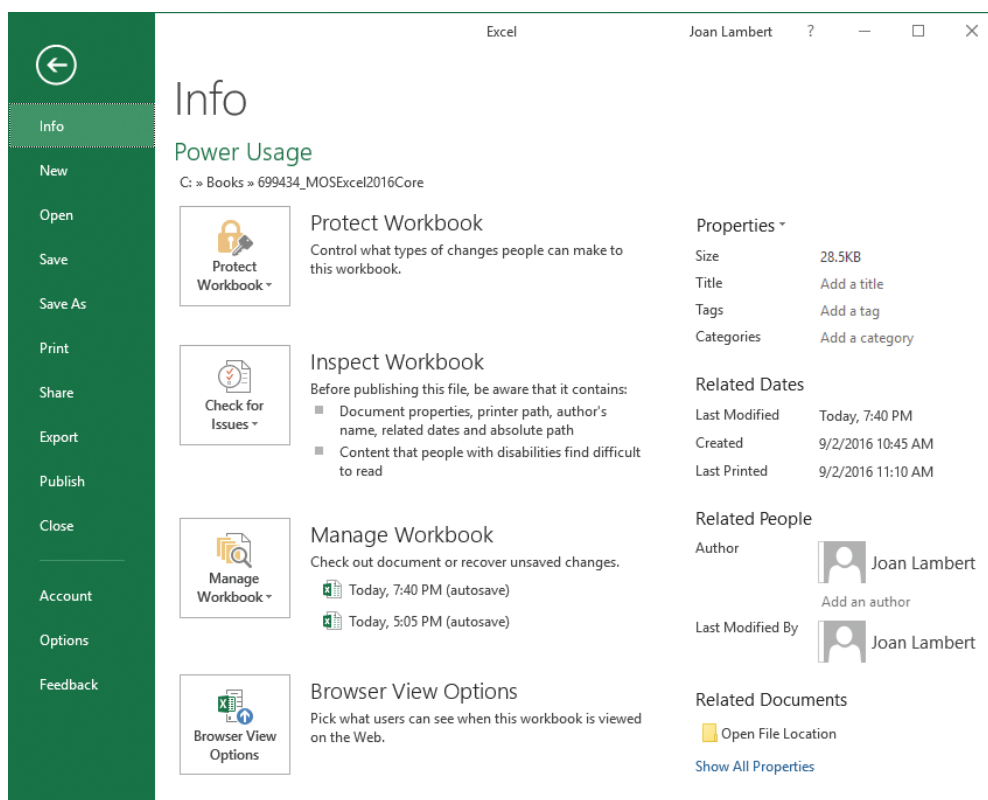 Excel
Joan Lambert
?
Info
New
Open
Save
Save As
Print
Share
Export
Publish
Close
Account
Options
Feedback
Info
Power Usage
C: » Books » 699434_MOSExcel2016Core
Protect
Workbook
Protect Workbook
Control what types of changes people can make to
this workbook.
Check for
Issues
Inspect Workbook
Before publishing this file, be aware that it contains:
Document properties, printer path, author's
name, related dates and absolute path
Content that people with disabilities find difficult
to read
Manage
Workbook
Manage Workbook
Check out document or recover unsaved changes.
Today, 7:40 PM (autosave)
Today, 5:05 PM (autosave)
Browser View
Options
Browser View Options
Pick what users can see when this workbook is viewed
on the Web.
Properties
Size 28.5KB
Title Add a title
Tags Add a tag
Categories Add a category
Related Dates
Last Modified Today, 7:40 PM
Created 9/2/2016 10:45 AM
Last Printed 9/2/2016 11:10 AM
Related People
Author Joan Lambert
Add an author
Last Modified By Joan Lambert
Related Documents
Open File Location
Show All Properties